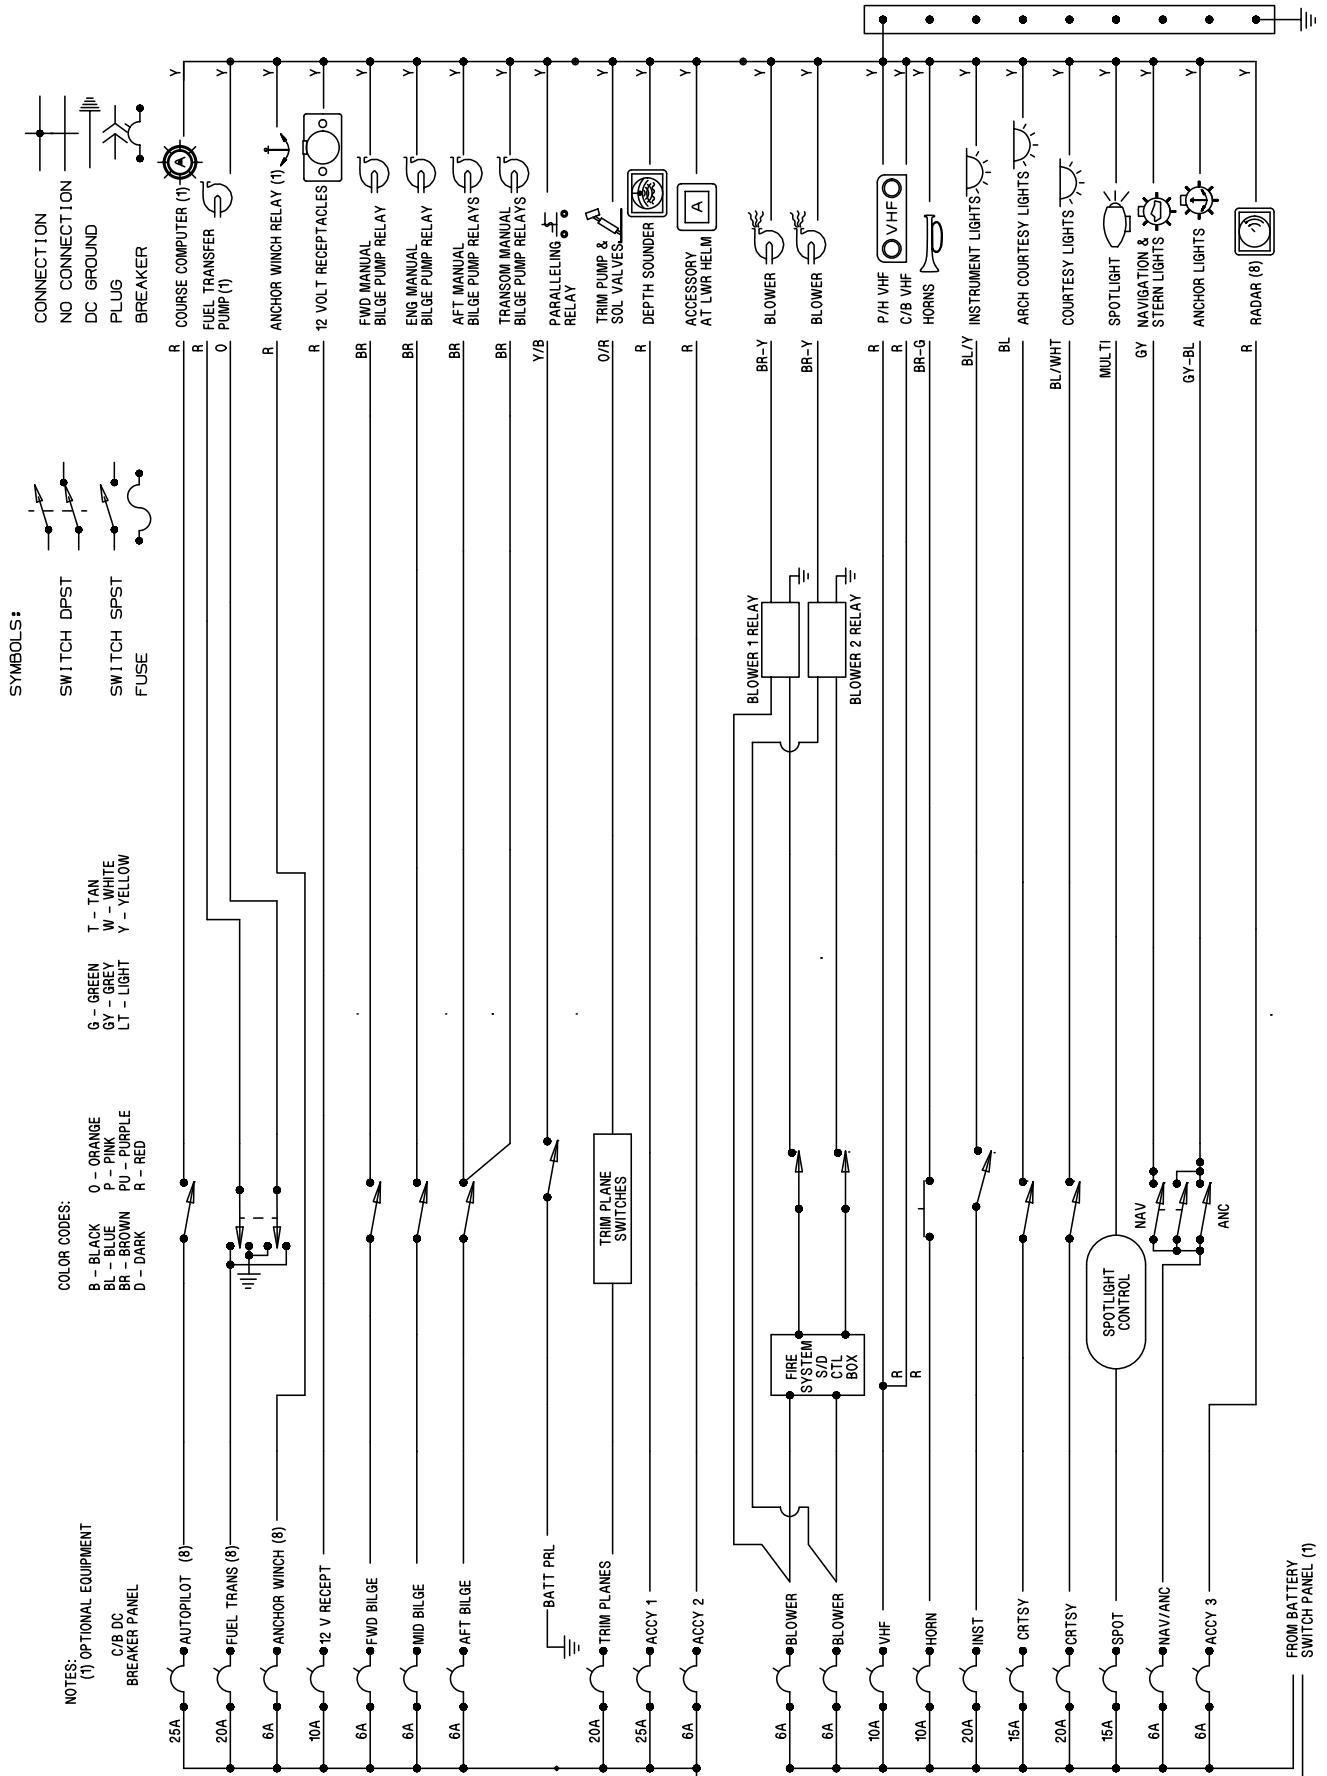 SYMBOLS:
SWITCH DPST
SWITCH SPST
FUSE
CONNECTION
NO CONNECTION
DC GROUND
PLUG
BREAKER
COLOR CODES:
B – BLACK
BL – BLUE
BR – BROWN
D – DARK
O – ORANGE
P – PINK
PU – PURPLE
R – RED
G – GREEN
GY – GREY
LT – LIGHT
T – TAN
W – WHITE
Y – YELLOW
NOTES:
(1) OPTIONAL EQUIPMENT
C/B DC
BREAKER PANEL
25A AUTOPILOT (8) R COURSE COMPUTER (1) Y
20A FUEL TRANS (8) R O FUEL TRANSFER
PUMP (1) Y
6A ANCHOR WINCH (8) R ANCHOR WINCH RELAY (1) Y
10A 12 V RECEPT R 12 VOLT RECEPTACLES Y
6A FWD BILGE BR FWD MANUAL
BILGE PUMP RELAY Y
6A MID BILGE BR ENG MANUAL
BILGE PUMP RELAY Y
6A AFT BILGE BR AFT MANUAL
BILGE PUMP RELAYS Y
BR TRANSOM MANUAL
BILGE PUMP RELAYS Y
BATT PRL Y/B PARALLELING
RELAY Y
20A TRIM PLANES TRIM PLANE
SWITCHES O/R TRIM PUMP &
SOL VALVES Y
25A ACCY 1 R DEPTH SOUNDER Y
6A ACCY 2 R ACCESSORY
AT LWR HELM A Y
6A BLOWER BLOWER 1 RELAY BR-Y BLOWER Y
6A BLOWER BLOWER 2 RELAY BR-Y BLOWER Y
FIRE
SYSTEM
S/D
CTL
BOX
10A VHF R R P/H VHF VHF Y
R R C/B VHF Y
10A HORN BR-G HORNS Y
20A INST BL/Y INSTRUMENT LIGHTS Y
15A CRTSY BL ARCH COURTESY LIGHTS Y
20A CRTSY BL/WHT COURTESY LIGHTS Y
15A SPOT SPOTLIGHT
CONTROL MULTI SPOTLIGHT Y
6A NAV/ANC NAV GY NAVIGATION &
STERN LIGHTS Y
ANC GY-BL ANCHOR LIGHTS Y
6A ACCY 3 R RADAR (8) Y
FROM BATTERY
SWITCH PANEL (1)